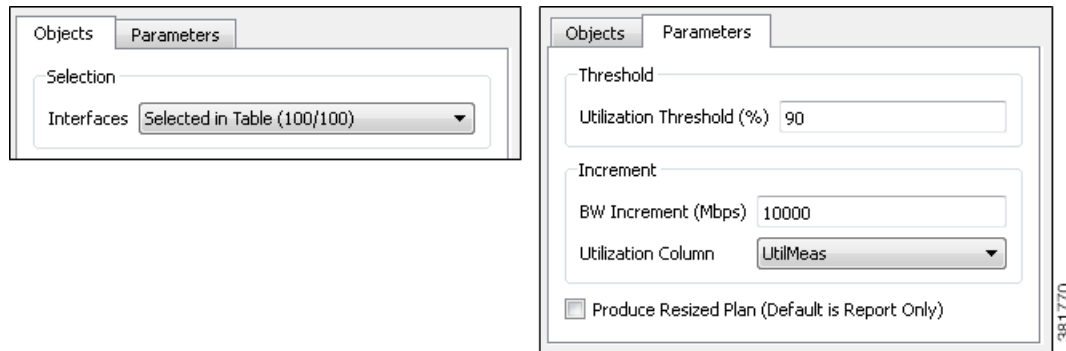 Objects Parameters
Selection
Interfaces Selected in Table (100/100)
Objects Parameters
Threshold
Utilization Threshold (%) 90
Increment
BW Increment (Mbps) 10000
Utilization Column UtilMeas
Produce Resized Plan (Default is Report Only)
381770